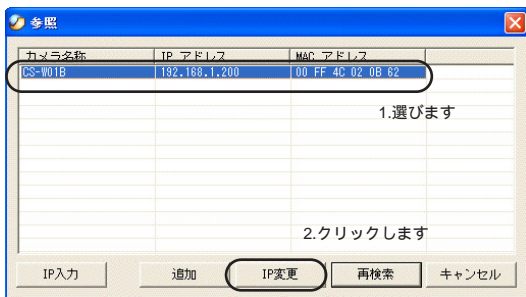 参照
カメラ名称 IP アドレス MAC アドレス
CS-W01B 192.168.1.200 00 FF 4C 02 0B 62
1.選びます
2.クリックします
IP入力 追加 IP変更 再検索 キャンセル